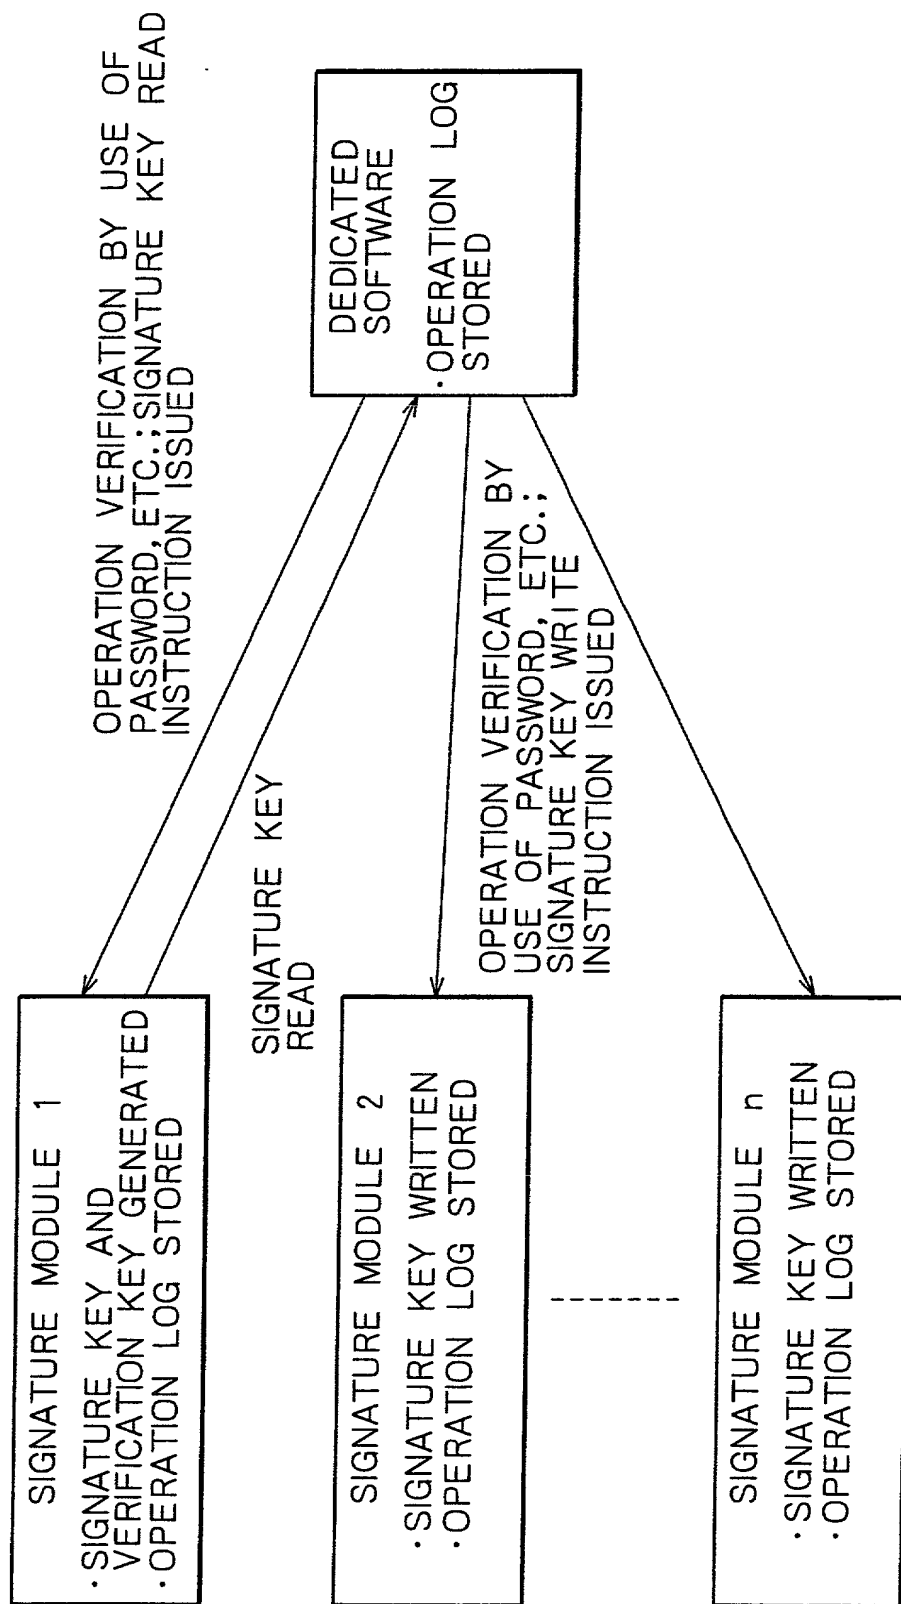 SIGNATURE MODULE 1
·SIGNATURE KEY AND
VERIFICATION KEY GENERATED
·OPERATION LOG STORED
OPERATION VERIFICATION BY USE OF
PASSWORD, ETC.;SIGNATURE KEY READ
INSTRUCTION ISSUED
SIGNATURE KEY
READ
DEDICATED
SOFTWARE
·OPERATION LOG
STORED
SIGNATURE MODULE 2
·SIGNATURE KEY WRITTEN
·OPERATION LOG STORED
OPERATION VERIFICATION BY
USE OF PASSWORD, ETC.;
SIGNATURE KEY WRITE
INSTRUCTION ISSUED
SIGNATURE MODULE n
·SIGNATURE KEY WRITTEN
·OPERATION LOG STORED